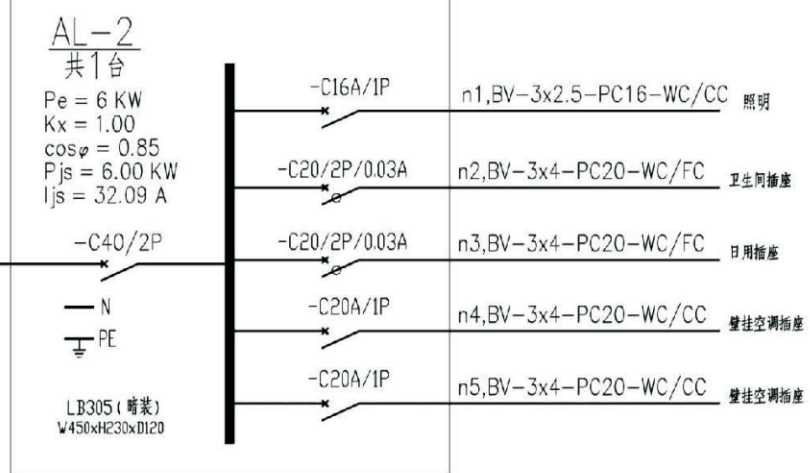 AL-2
共1台
Pe = 6 KW
Kx = 1.00
cosφ = 0.85
Pjs = 6.00 KW
Ijs = 32.09 A
-C40/2P
N
PE
LB305(暗装)
W450xH230xD120
-C16A/1P n1,BV-3x2.5-PC16-WC/CC 照明
-C20/2P/0.03A n2,BV-3x4-PC20-WC/FC 卫生间插座
-C20/2P/0.03A n3,BV-3x4-PC20-WC/FC 日用插座
-C20A/1P n4,BV-3x4-PC20-WC/CC 壁挂空调插座
-C20A/1P n5,BV-3x4-PC20-WC/CC 壁挂空调插座